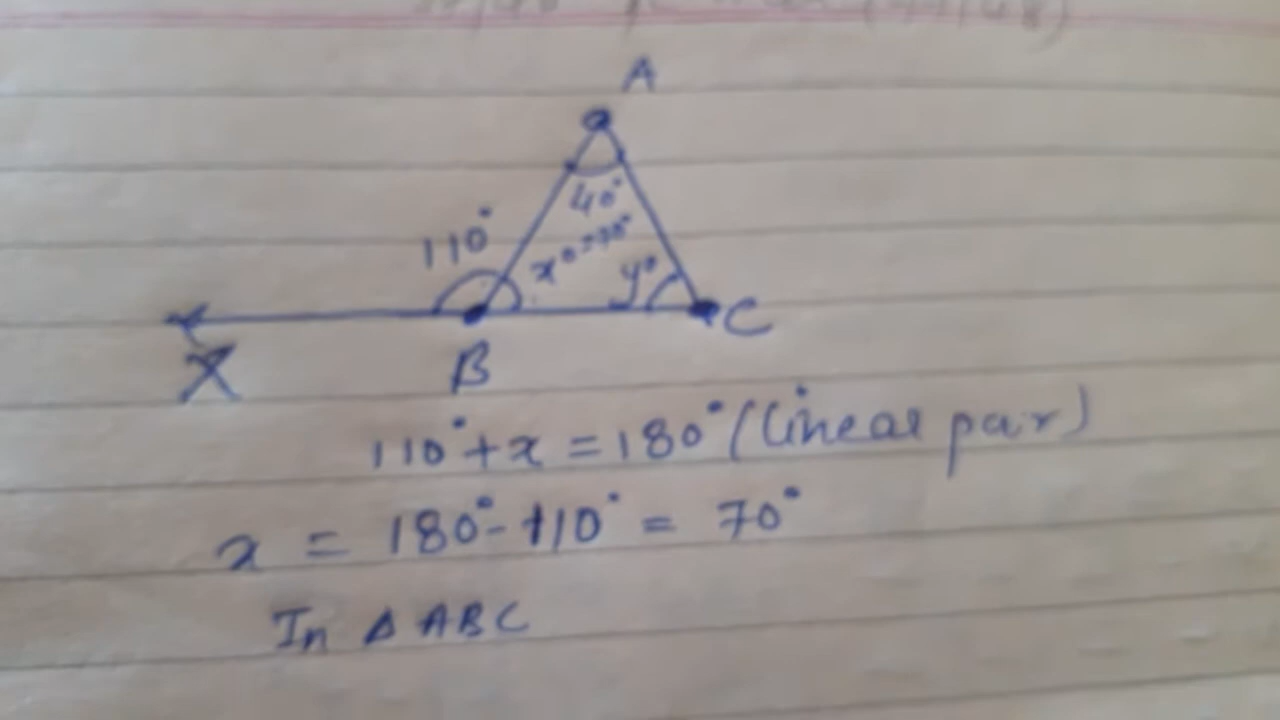 A
40°
110°
x°=70°
y°
X
B
C
110°+x = 180° (linear pair)
x = 180° - 110° = 70°
In Δ ABC